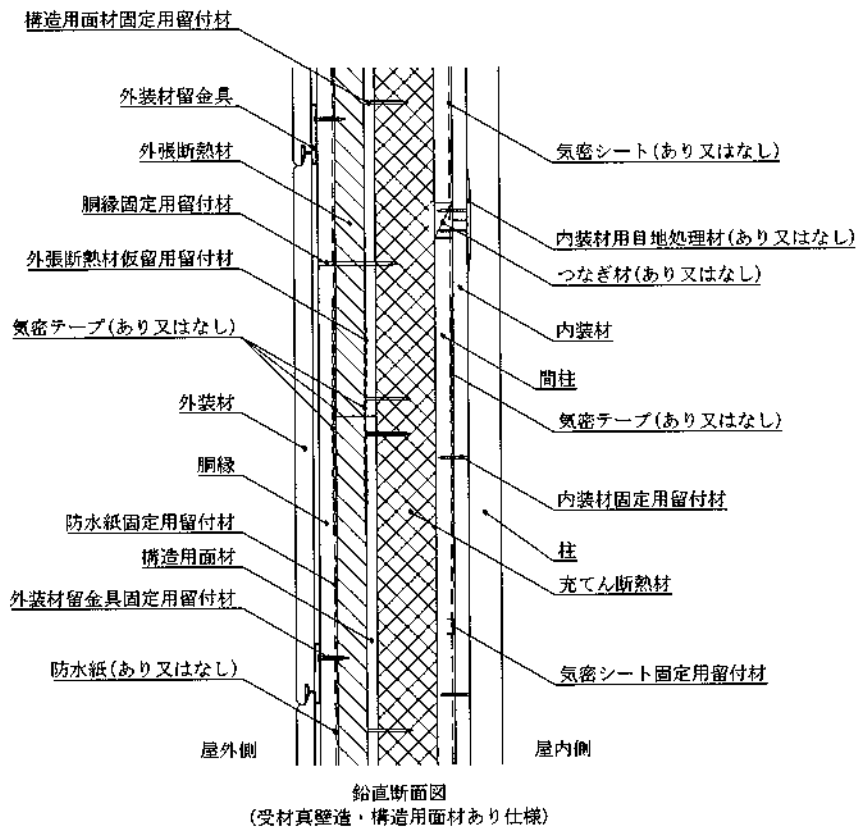 構造用面材固定用留付材
外装材留金具
外張断熱材
胴縁固定用留付材
外張断熱材仮留用留付材
気密テープ(あり又はなし)
外装材
胴縁
防水紙固定用留付材
構造用面材
外装材留金具固定用留付材
防水紙(あり又はなし)
屋外側
気密シート(あり又はなし)
内装材用目地処理材(あり又はなし)
つなぎ材(あり又はなし)
内装材
間柱
気密テープ(あり又はなし)
内装材固定用留付材
柱
充てん断熱材
気密シート固定用留付材
屋内側
鉛直断面図
(受材真壁造・構造用面材あり仕様)